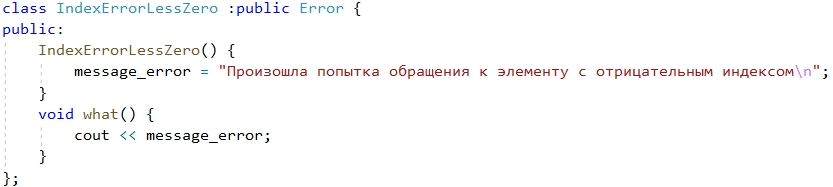 class IndexErrorLessZero :public Error {
public:
    IndexErrorLessZero() {
        message_error = "Произошла попытка обращения к элементу с отрицательным индексом\n";
    }
    void what() {
        cout << message_error;
    }
};